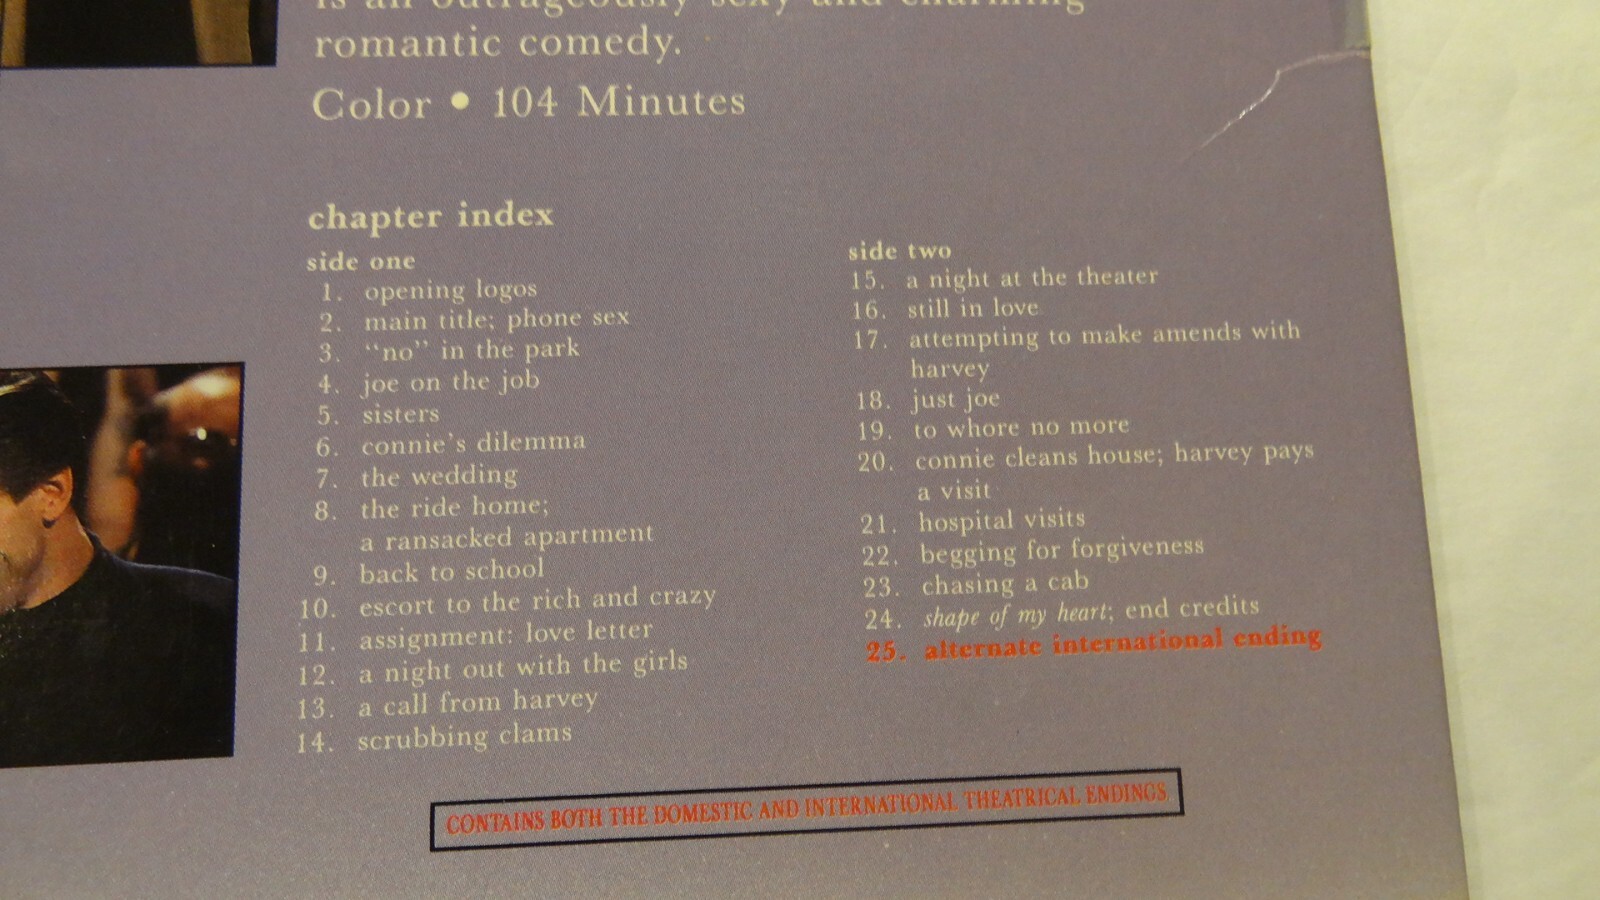 is an outrageously sexy and charming
romantic comedy.
Color • 104 Minutes
chapter index
side one
1. opening logos
2. main title; phone sex
3. “no” in the park
4. joe on the job
5. sisters
6. connie’s dilemma
7. the wedding
8. the ride home;
a ransacked apartment
9. back to school
10. escort to the rich and crazy
11. assignment: love letter
12. a night out with the girls
13. a call from harvey
14. scrubbing clams
side two
15. a night at the theater
16. still in love
17. attempting to make amends with
harvey
18. just joe
19. to whore no more
20. connie cleans house; harvey pays
a visit
21. hospital visits
22. begging for forgiveness
23. chasing a cab
24. shape of my heart; end credits
25. alternate international ending
CONTAINS BOTH THE DOMESTIC AND INTERNATIONAL THEATRICAL ENDINGS.